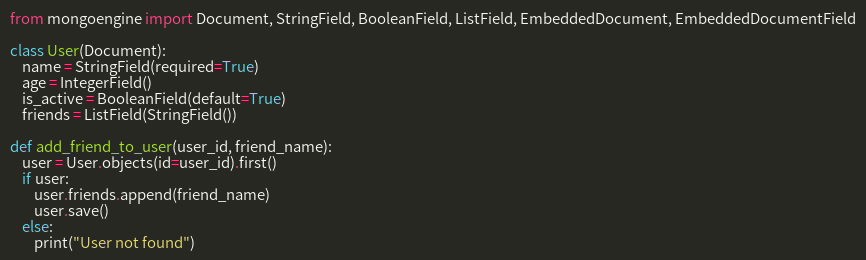 from mongoengine import Document, StringField, BooleanField, ListField, EmbeddedDocument, EmbeddedDocumentField
class User(Document):
name = StringField(required=True)
age = IntegerField()
is_active = BooleanField(default=True)
friends = ListField(StringField())
def add_friend_to_user(user_id, friend_name):
user = User.objects(id=user_id).first()
if user:
user.friends.append(friend_name)
user.save()
else:
print("User not found")